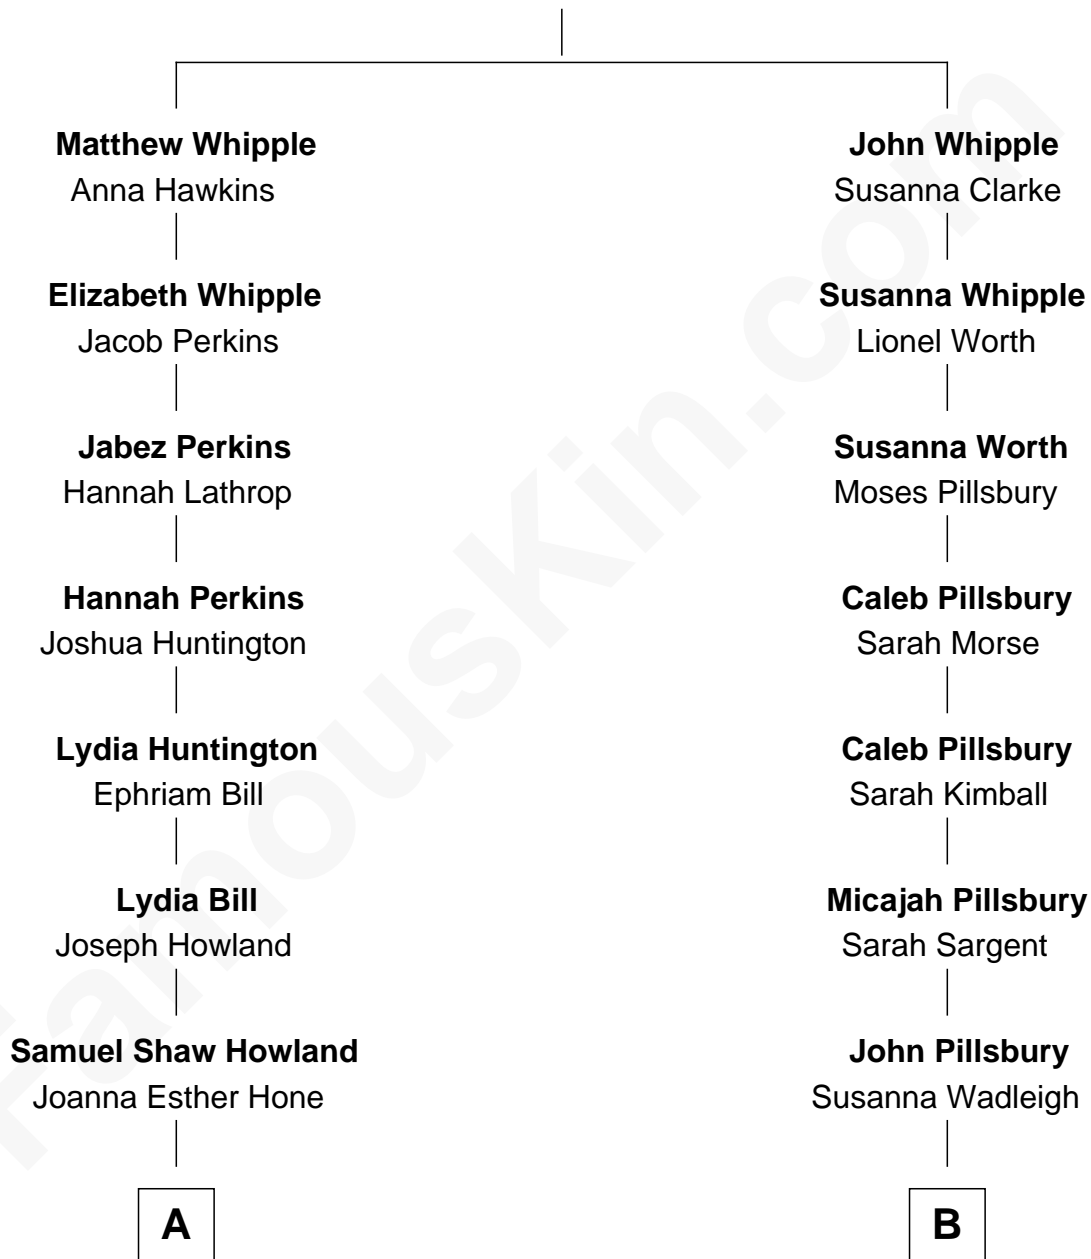 Matthew Whipple
Anna Hawkins
Elizabeth Whipple
Jacob Perkins
Jabez Perkins
Hannah Lathrop
Hannah Perkins
Joshua Huntington
Lydia Huntington
Ephriam Bill
Lydia Bill
Joseph Howland
Samuel Shaw Howland
Joanna Esther Hone
A
John Whipple
Susanna Clarke
Susanna Whipple
Lionel Worth
Susanna Worth
Moses Pillsbury
Caleb Pillsbury
Sarah Morse
Caleb Pillsbury
Sarah Kimball
Micajah Pillsbury
Sarah Sargent
John Pillsbury
Susanna Wadleigh
B
FamousKin.com